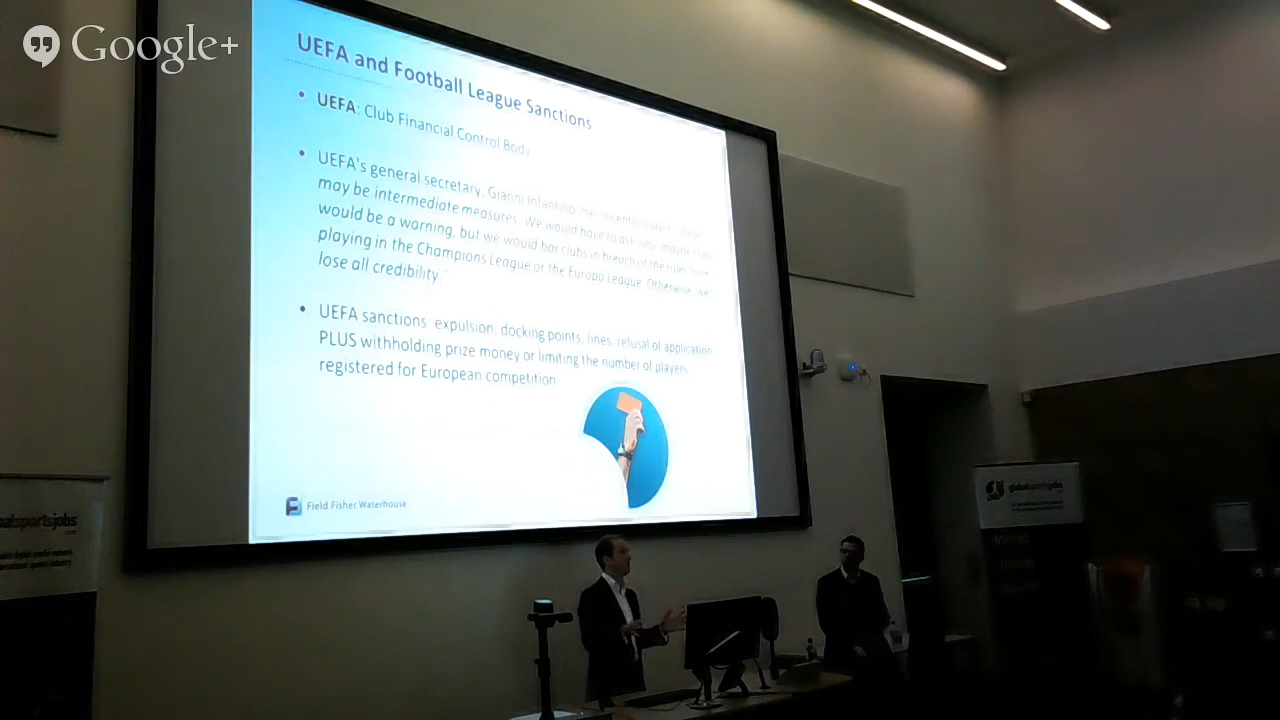 Google+
UEFA and Football League Sanctions
• UEFA: Club Financial Control Body
• UEFA's general secretary, Gianni Infantino has recently
may be intermediate measures. We would have to ask why, maybe
would be a warning, but we would bar clubs in breach of the rules from
playing in the Champions League or the Europa League. Otherwise, we
lose all credibility."
• UEFA sanctions: expulsion, docking points, fines, refusal of application
PLUS withholding prize money or limiting the number of players
registered for European competition.
Field Fisher Waterhouse
alsportsjobs
globalsportsjobs